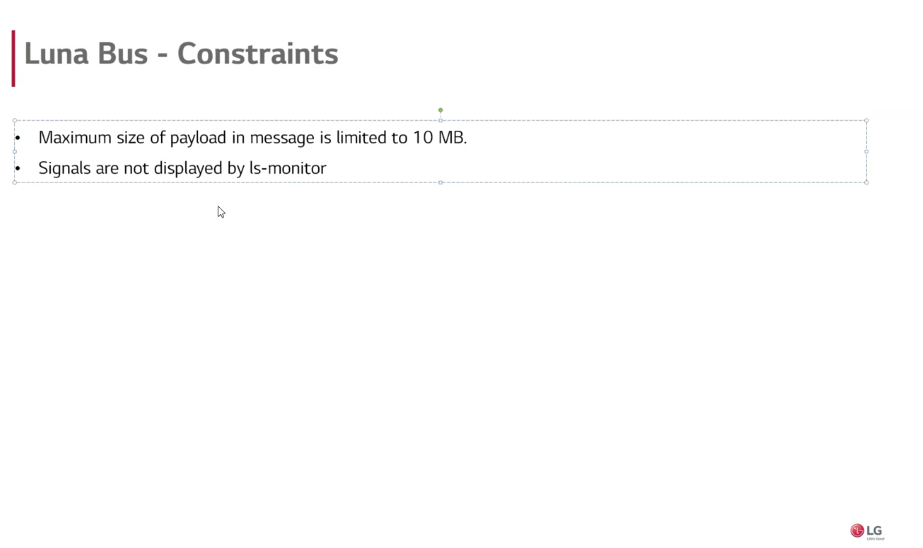 Luna Bus - Constraints
• Maximum size of payload in message is limited to 10 MB.
• Signals are not displayed by ls-monitor
LG